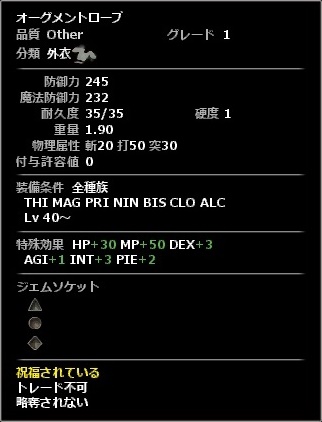 オーグメントローブ
品質 Other グレード 1
分類 外衣
防御力 245
魔法防御力 232
耐久度 35/35 硬度 1
重量 1.90
物理属性 斬20 打50 突30
付与許容値 0
装備条件 全種族
THI MAG PRI NIN BIS CLO ALC
Lv 40～
特殊効果 HP+30 MP+50 DEX+3
AGI+1 INT+3 PIE+2
ジェムソケット
祝福されている
トレード不可
略奪されない